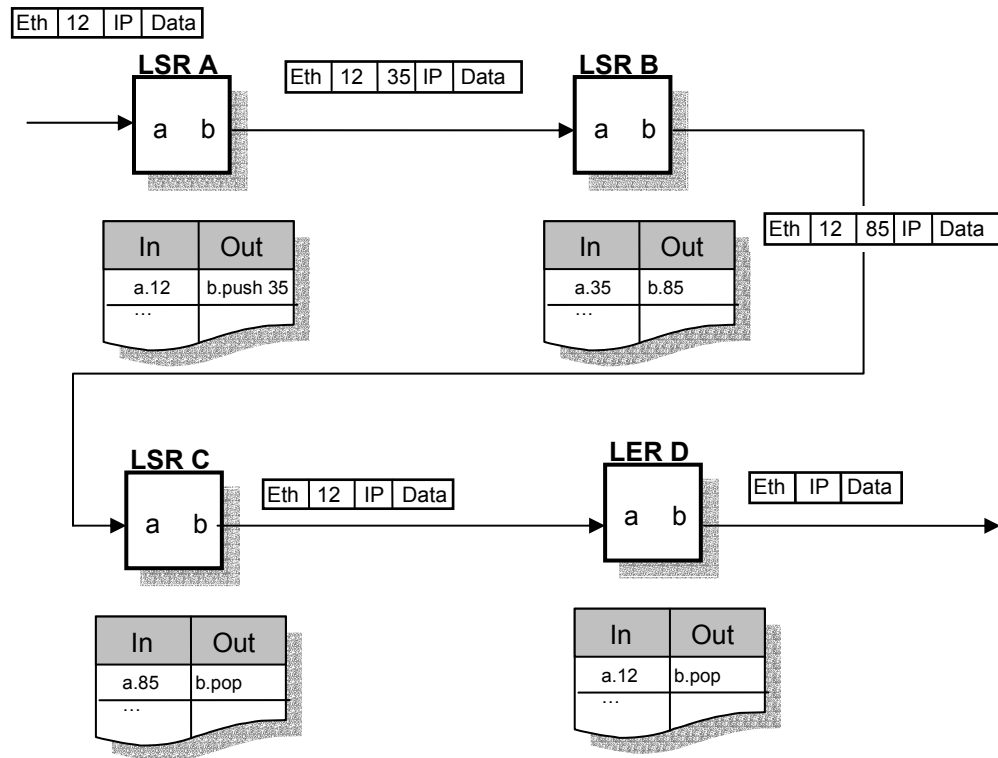 Eth 12 IP Data
LSR A
Eth 12 35 IP Data
LSR B
a b
a b
Eth 12 85 IP Data
In Out
a.12 b.push 35
…
In Out
a.35 b.85
…
LSR C
Eth 12 IP Data
LER D
Eth IP Data
a b
a b
In Out
a.85 b.pop
…
In Out
a.12 b.pop
…